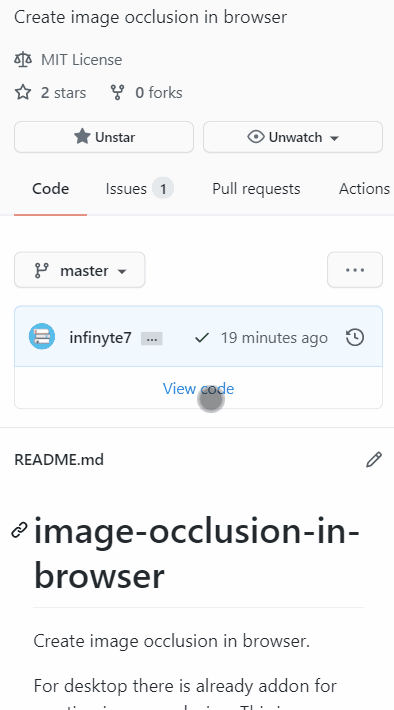 Create image occlusion in browser
MIT License
2 stars 0 forks
Unstar Unwatch
Code Issues 1 Pull requests Actions
master ...
infinyte7 ... 19 minutes ago
View code
README.md
image-occlusion-in-
browser
Create image occlusion in browser.
For desktop there is already addon for